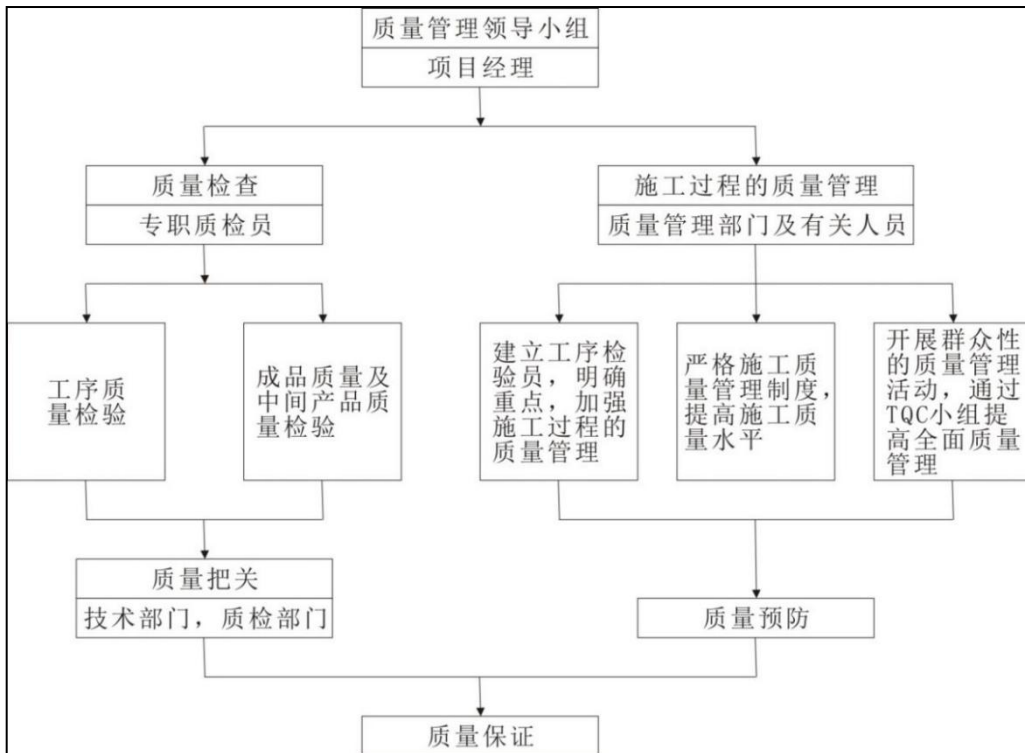 质量管理领导小组
项目经理
质量检查
专职质检员
施工过程的质量管理
质量管理部门及有关人员
工序质
量检验
成品质量及
中间产品质
量检验
建立工序检
验员，明确
重点，加强
施工过程的
质量管理
严格施工质
量管理制度，
提高施工质
量水平
开展群众性
的质量管理
活动，通过
TQC小组提
高全面质量
管理
质量把关
技术部门，质检部门
质量预防
质量保证